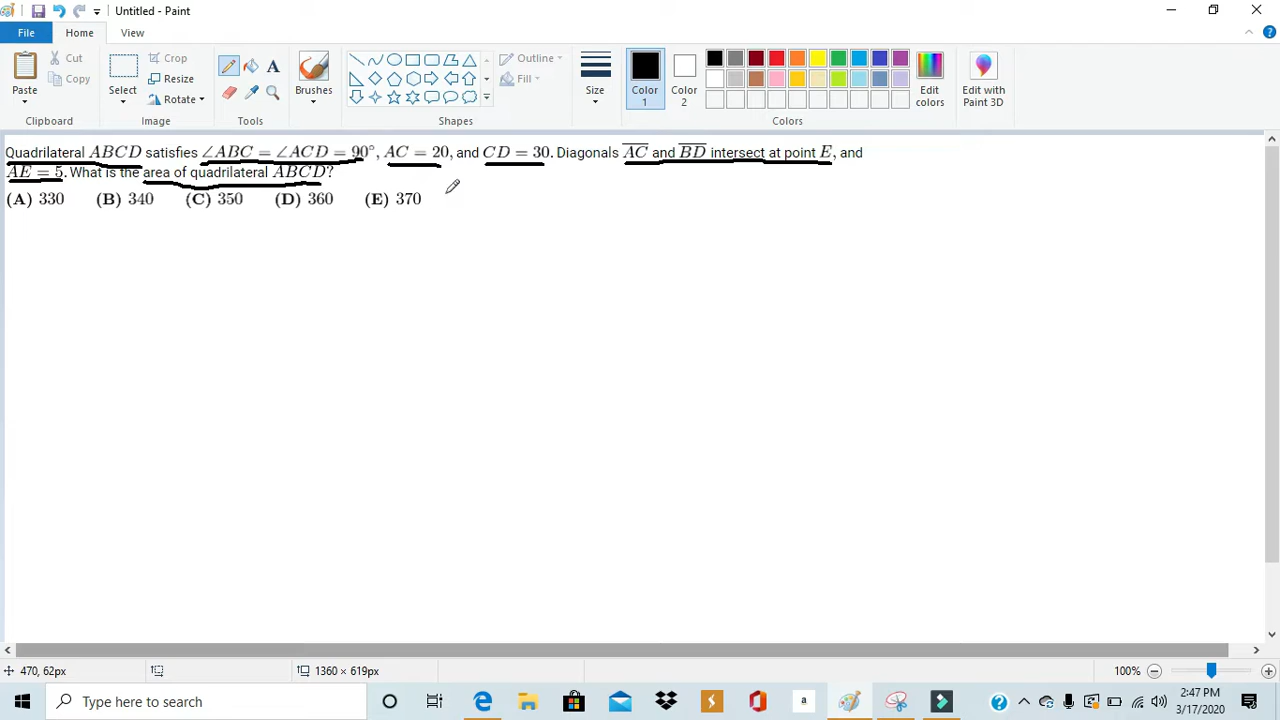 Untitled - Paint
File Home View
Paste
Cut
Copy
Clipboard
Select
Crop
Resize
Rotate
Image
A
Tools
Brushes
Outline
Fill
Shapes
Size
Color 1
Color 2
Edit colors
Edit with Paint 3D
Colors
Quadrilateral ABCD satisfies ∠ABC = ∠ACD = 90°, AC = 20, and CD = 30. Diagonals AC and BD intersect at point E, and
AE = 5. What is the area of quadrilateral ABCD?
(A) 330 (B) 340 (C) 350 (D) 360 (E) 370
470, 62px 1360 × 619px 100%
Type here to search
2:47 PM
3/17/2020